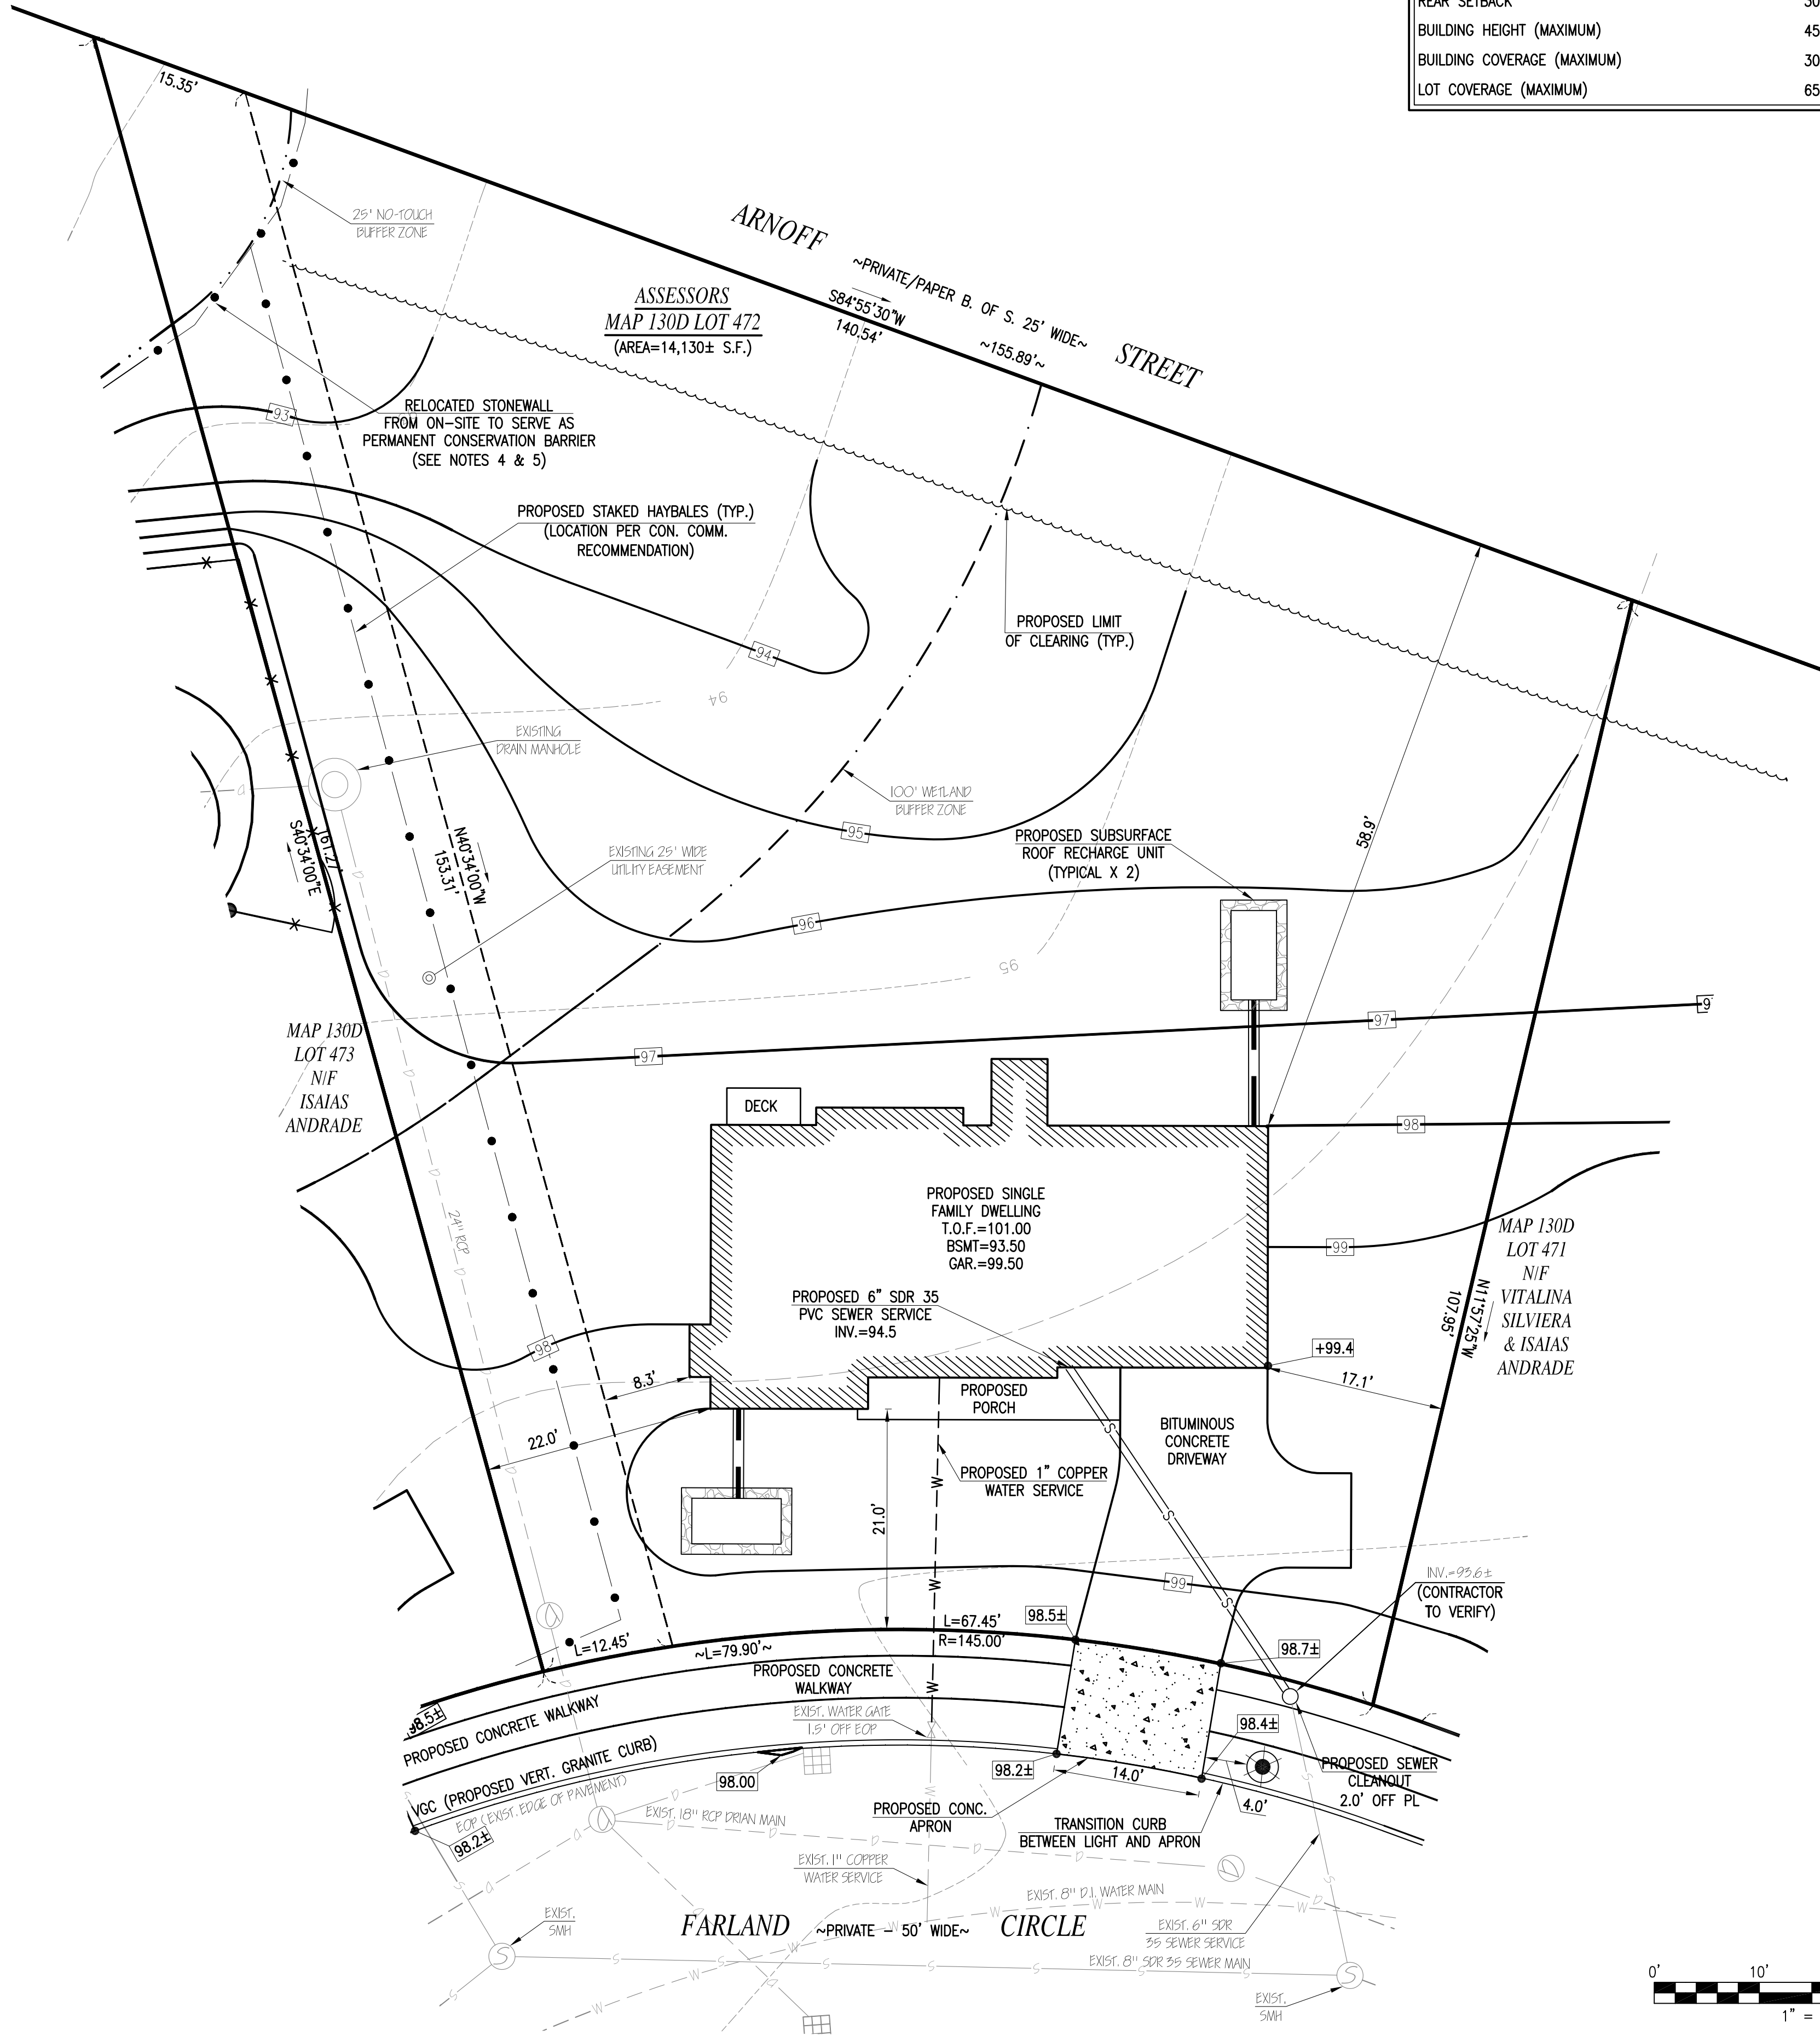 REAR SETBACK 30
BUILDING HEIGHT (MAXIMUM) 45
BUILDING COVERAGE (MAXIMUM) 30
LOT COVERAGE (MAXIMUM) 65
15.35'
25' NO-TOUCH
BUFFER ZONE
ARNOFF
~PRIVATE/PAPER B. OF S. 25' WIDE~
STREET
S84°55'30"W
140.54'
~155.89'~
ASSESSORS
MAP 130D LOT 472
(AREA=14,130± S.F.)
93
RELOCATED STONEWALL
FROM ON-SITE TO SERVE AS
PERMANENT CONSERVATION BARRIER
(SEE NOTES 4 & 5)
PROPOSED STAKED HAYBALES (TYP.)
(LOCATION PER CON. COMM.
RECOMMENDATION)
PROPOSED LIMIT
OF CLEARING (TYP.)
94
94
EXISTING
DRAIN MANHOLE
D
100' WETLAND
BUFFER ZONE
95
58.9'
S40°34'00"E
161.27'
N40°34'00"W
153.31'
EXISTING 25' WIDE
UTILITY EASEMENT
PROPOSED SUBSURFACE
ROOF RECHARGE UNIT
(TYPICAL X 2)
96
95
97
97
9
MAP 130D
LOT 473
N/F
ISAIAS
ANDRADE
DECK
98
24" RCP
PROPOSED SINGLE
FAMILY DWELLING
T.O.F.=101.00
BSMT=93.50
GAR.=99.50
99
MAP 130D
LOT 471
N/F
VITALINA
SILVIERA
& ISAIAS
ANDRADE
N11°57'25"W
107.95'
PROPOSED 6" SDR 35
PVC SEWER SERVICE
INV.=94.5
98
+99.4
8.3'
17.1'
PROPOSED
PORCH
22.0'
BITUMINOUS
CONCRETE
DRIVEWAY
PROPOSED 1" COPPER
WATER SERVICE
21.0'
99
INV.=93.6±
(CONTRACTOR
TO VERIFY)
L=67.45'
R=145.00'
98.5±
L=12.45'
~L=79.90'~
98.7±
PROPOSED CONCRETE
WALKWAY
98.5±
PROPOSED CONCRETE WALKWAY
EXIST. WATER GATE
1.5' OFF EOP
98.4±
VGC (PROPOSED VERT. GRANITE CURB)
EOP (EXIST. EDGE OF PAVEMENT)
98.00
98.2±
14.0'
4.0'
PROPOSED SEWER
CLEANOUT
2.0' OFF PL
98.2±
EXIST. 18" RCP DRIAN MAIN
PROPOSED CONC.
APRON
TRANSITION CURB
BETWEEN LIGHT AND APRON
EXIST. 1" COPPER
WATER SERVICE
EXIST. 8" D.I. WATER MAIN
EXIST.
SMH
FARLAND ~PRIVATE - 50' WIDE~ CIRCLE
EXIST. 6" SDR
35 SEWER SERVICE
EXIST. 8" SDR 35 SEWER MAIN
EXIST.
SMH
0' 10'
1" =